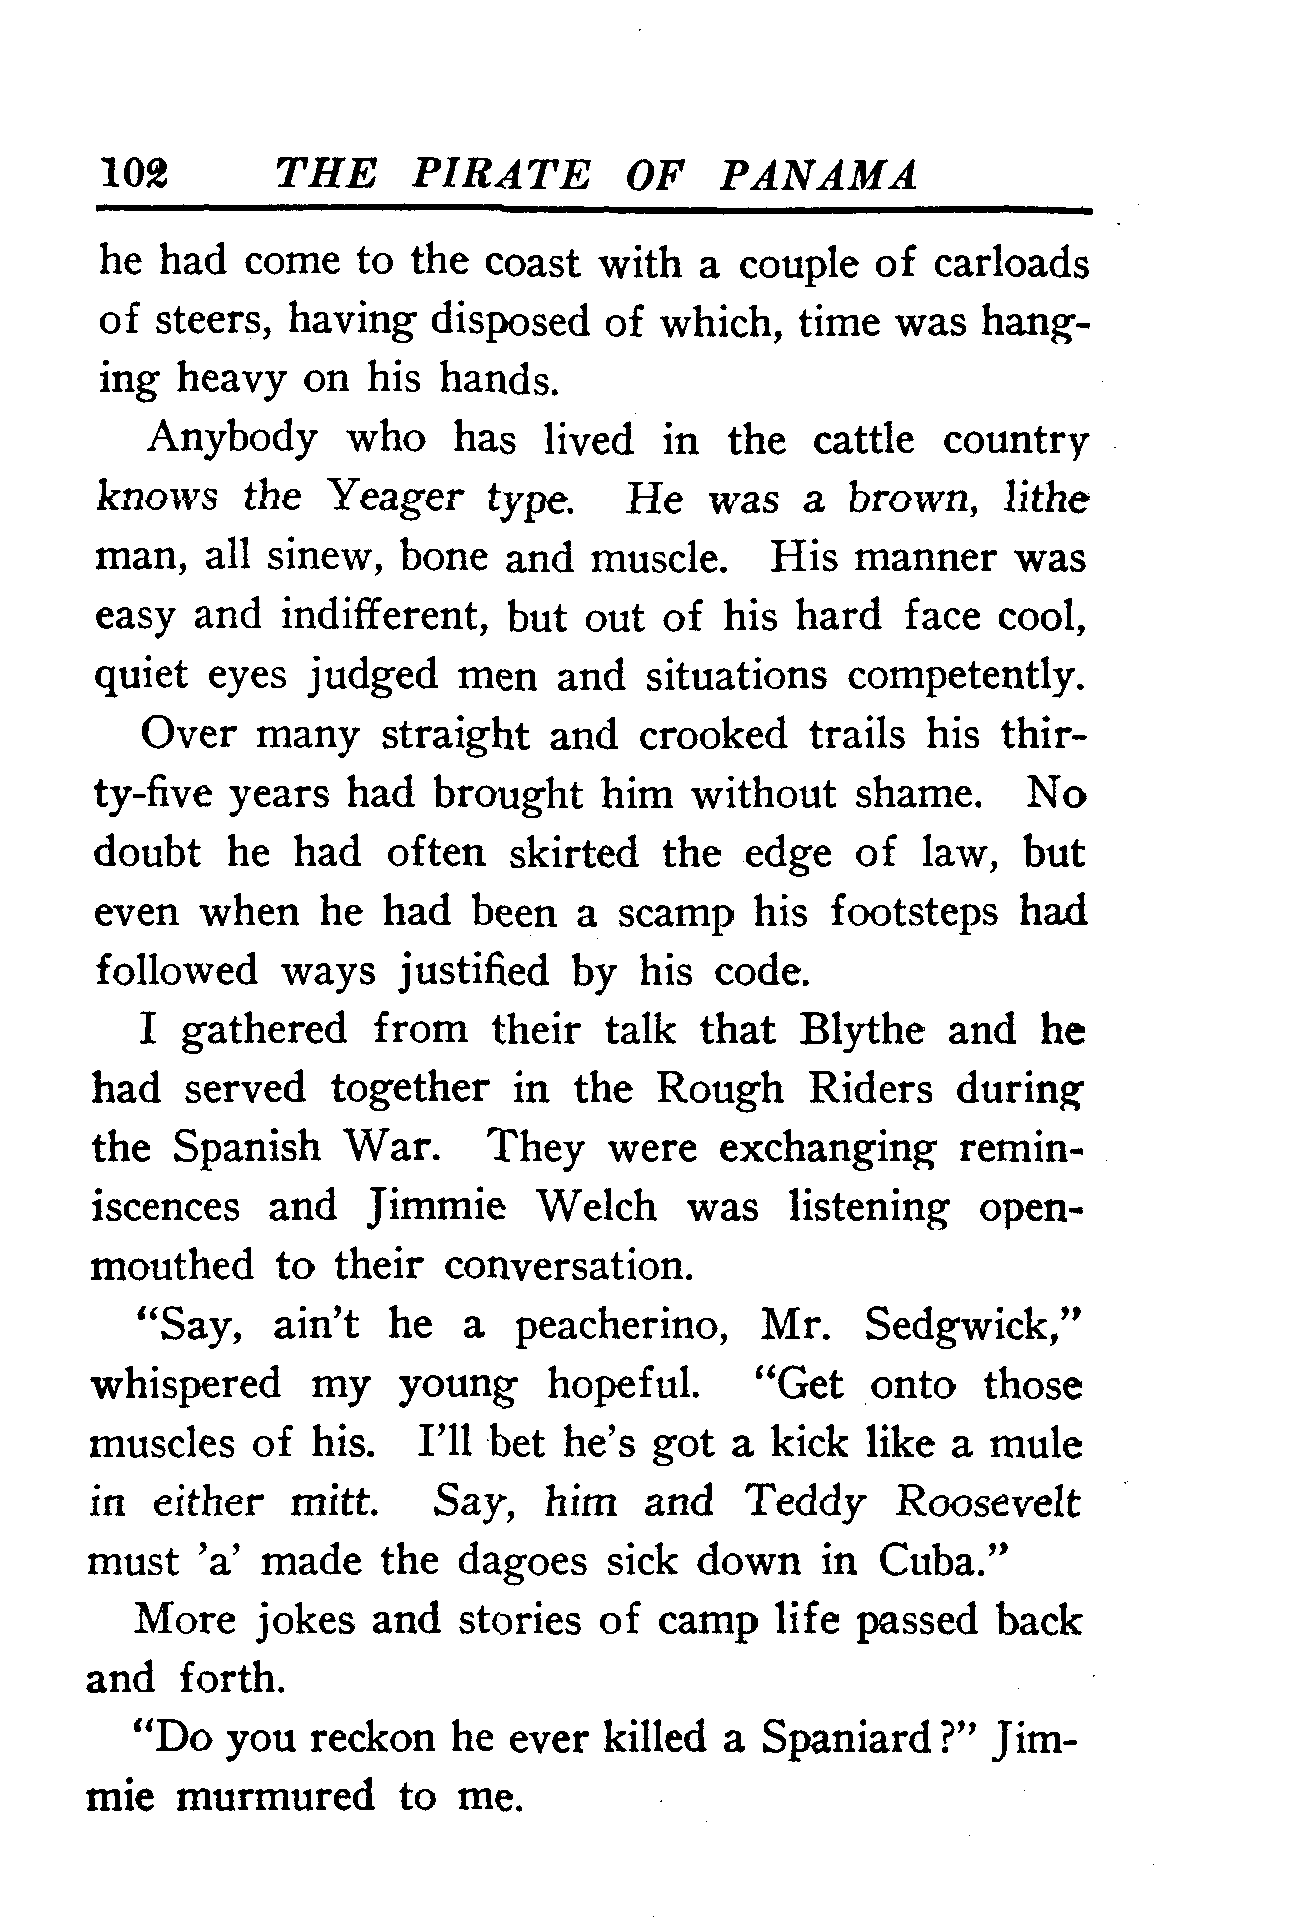 102 THE PIRATE OF PANAMA
he had come to the coast with a couple of carloads
of steers, having disposed of which, time was hang-
ing heavy on his hands.
Anybody who has lived in the cattle country
knows the Yeager type. He was a brown, lithe
man, all sinew, bone and muscle. His manner was
easy and indifferent, but out of his hard face cool,
quiet eyes judged men and situations competently.
Over many straight and crooked trails his thir-
ty-five years had brought him without shame. No
doubt he had often skirted the edge of law, but
even when he had been a scamp his footsteps had
followed ways justified by his code.
I gathered from their talk that Blythe and he
had served together in the Rough Riders during
the Spanish War. They were exchanging remin-
iscences and Jimmie Welch was listening open-
mouthed to their conversation.
“Say, ain’t he a peacherino, Mr. Sedgwick,”
whispered my young hopeful. “Get onto those
muscles of his. I’ll bet he’s got a kick like a mule
in either mitt. Say, him and Teddy Roosevelt
must ’a’ made the dagoes sick down in Cuba.”
More jokes and stories of camp life passed back
and forth.
“Do you reckon he ever killed a Spaniard?” Jim-
mie murmured to me.